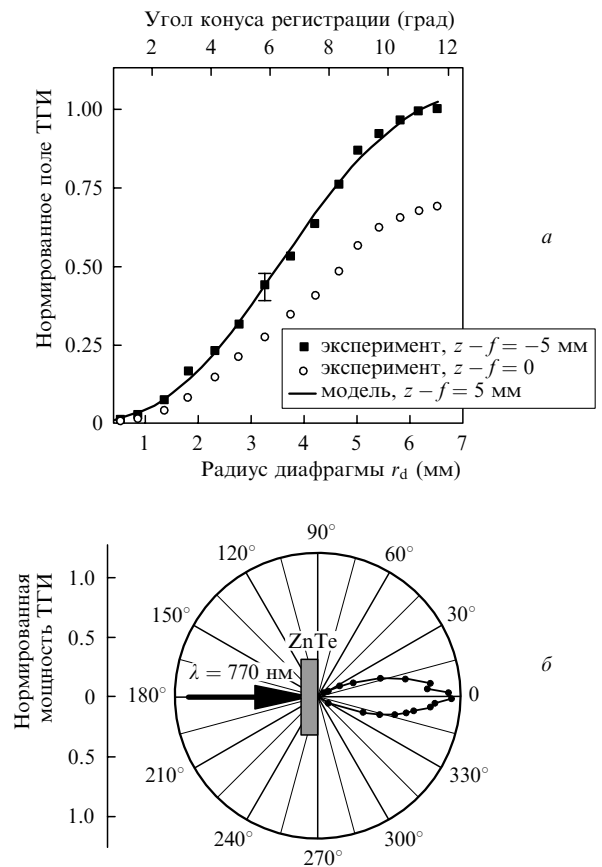 Угол конуса регистрации (град)
2 4 6 8 10 12
Нормированное поле ТГИ
1.00
0.75
0.50
0.25
0
эксперимент, z − f = −5 мм
эксперимент, z − f = 0
модель, z − f = 5 мм
1 2 3 4 5 6 7
Радиус диафрагмы r_d (мм)
а
Нормированная
мощность ТГИ
1.0
0.5
0
0.5
1.0
90°
120° 60°
150° 30°
ZnTe
λ = 770 нм
180° 0
210° 330°
240° 300°
270°
б